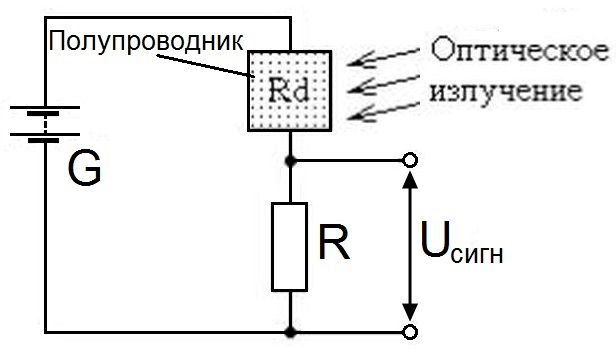 Полупроводник
Оптическое
излучение
Rd
G
R
Uсигн